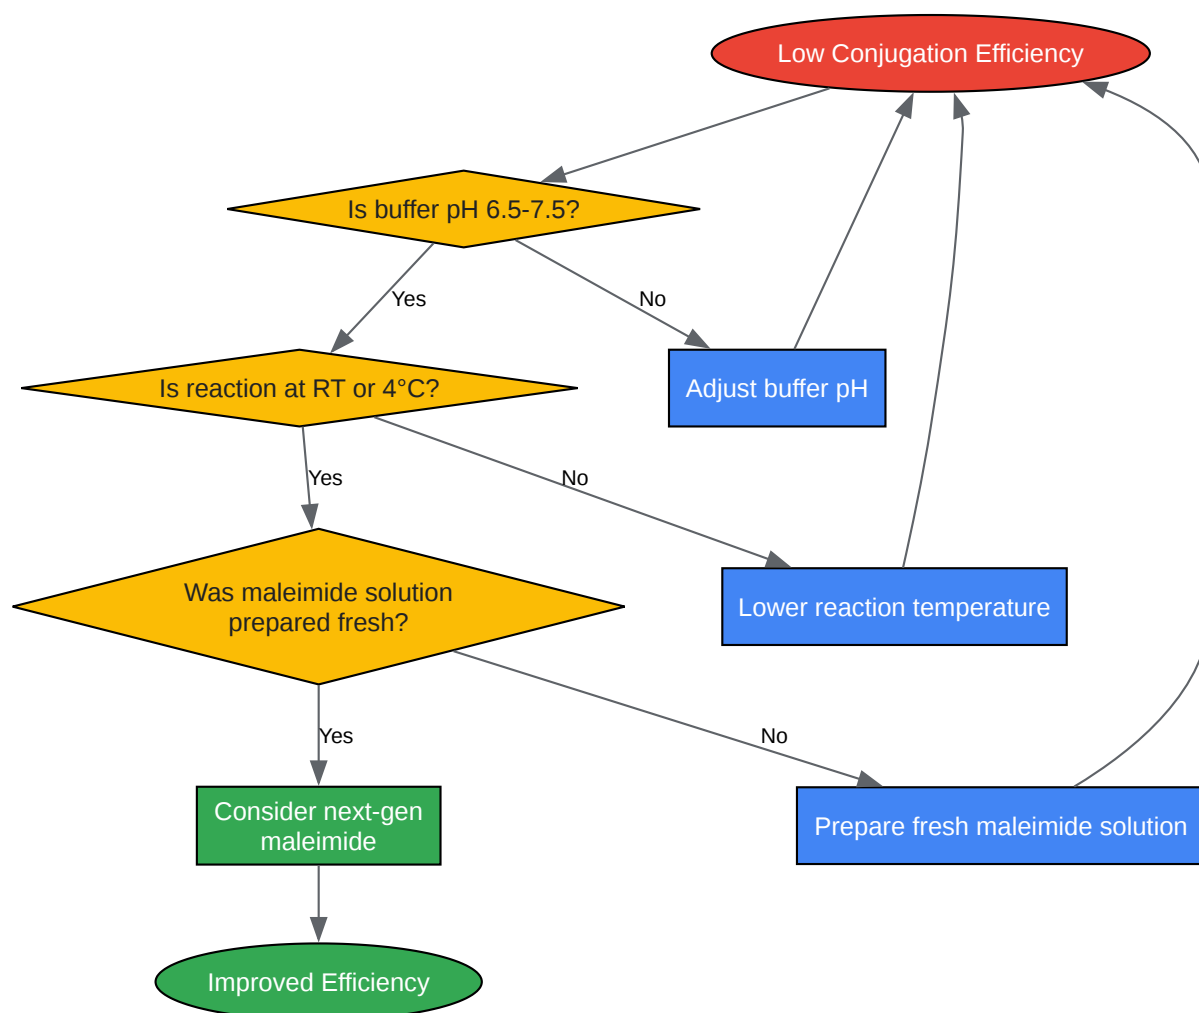 Low Conjugation Efficiency
Is buffer pH 6.5-7.5?
Yes
No
Is reaction at RT or 4°C?
Adjust buffer pH
Yes
No
Was maleimide solution
prepared fresh?
Lower reaction temperature
Yes
No
Consider next-gen
maleimide
Prepare fresh maleimide solution
Improved Efficiency